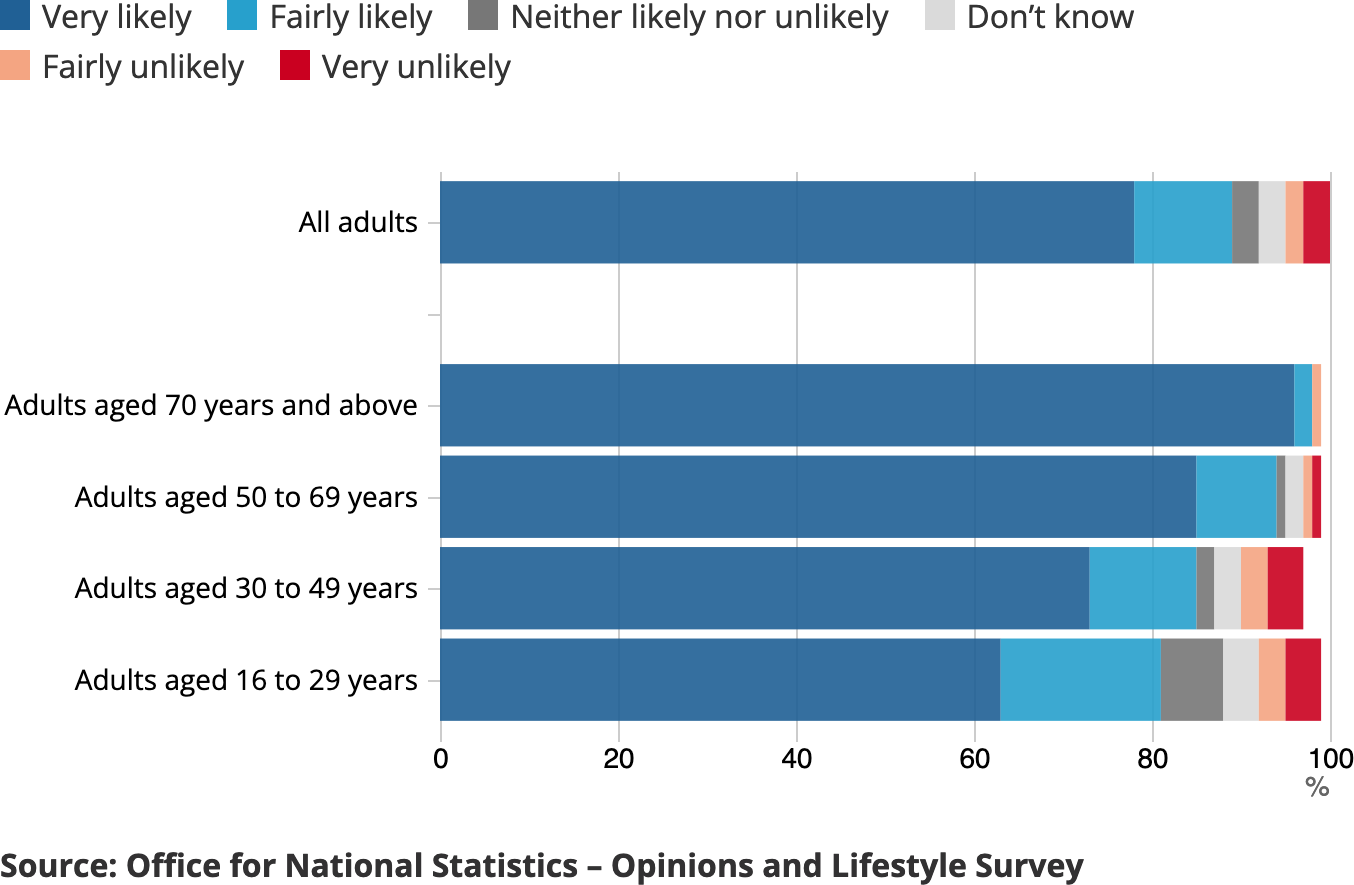 Very likely Fairly likely Neither likely nor unlikely Don’t know
Fairly unlikely Very unlikely
All adults
Adults aged 70 years and above
Adults aged 50 to 69 years
Adults aged 30 to 49 years
Adults aged 16 to 29 years
0 20 40 60 80 100
%
Source: Office for National Statistics – Opinions and Lifestyle Survey